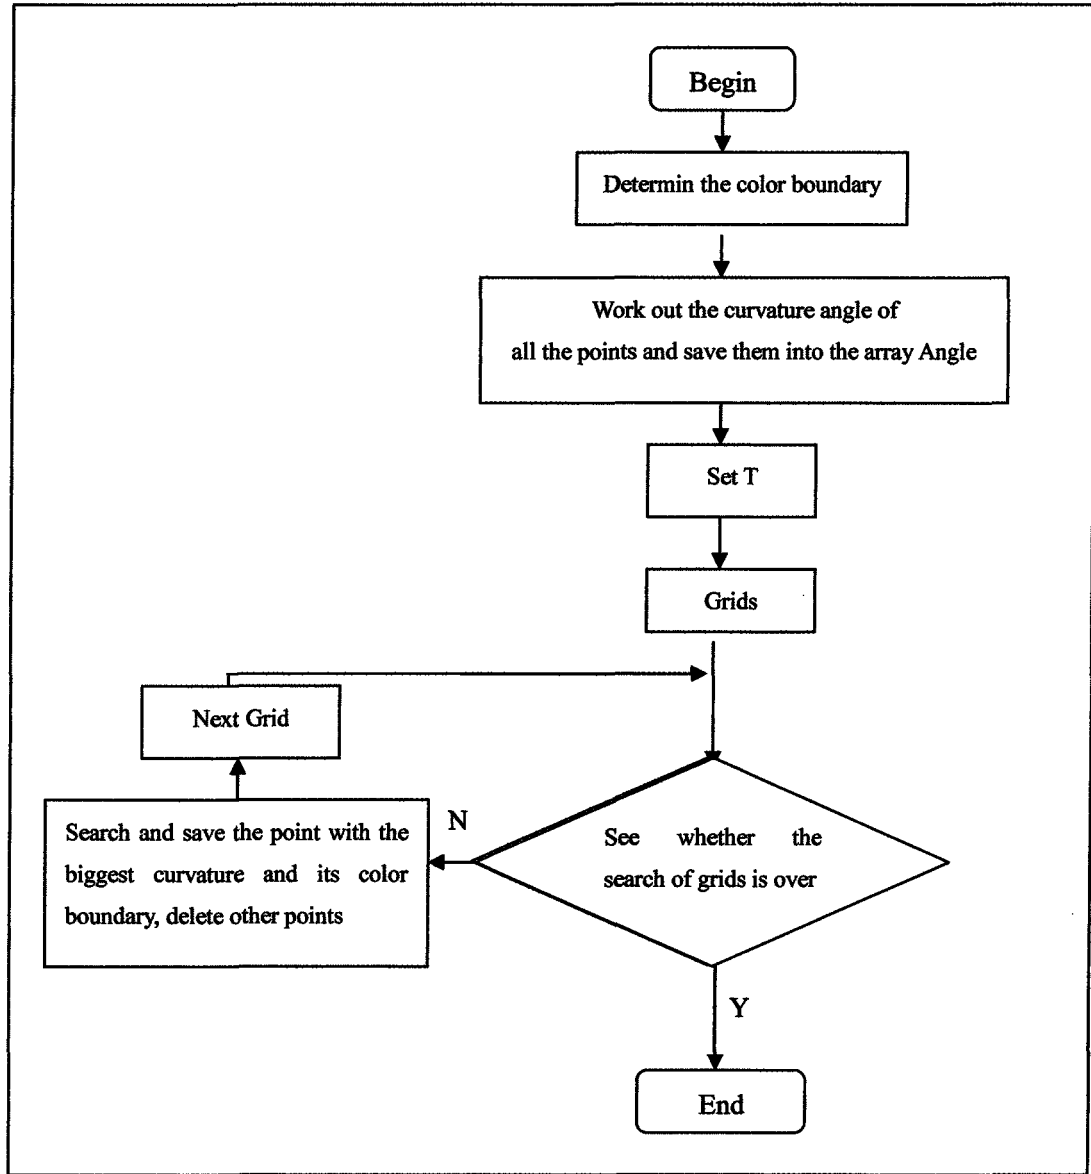 Begin
Determin the color boundary
Work out the curvature angle of
all the points and save them into the array Angle
Set T
Grids
Next Grid
Search and save the point with the
biggest curvature and its color
boundary, delete other points
N
See whether the
search of grids is over
Y
End